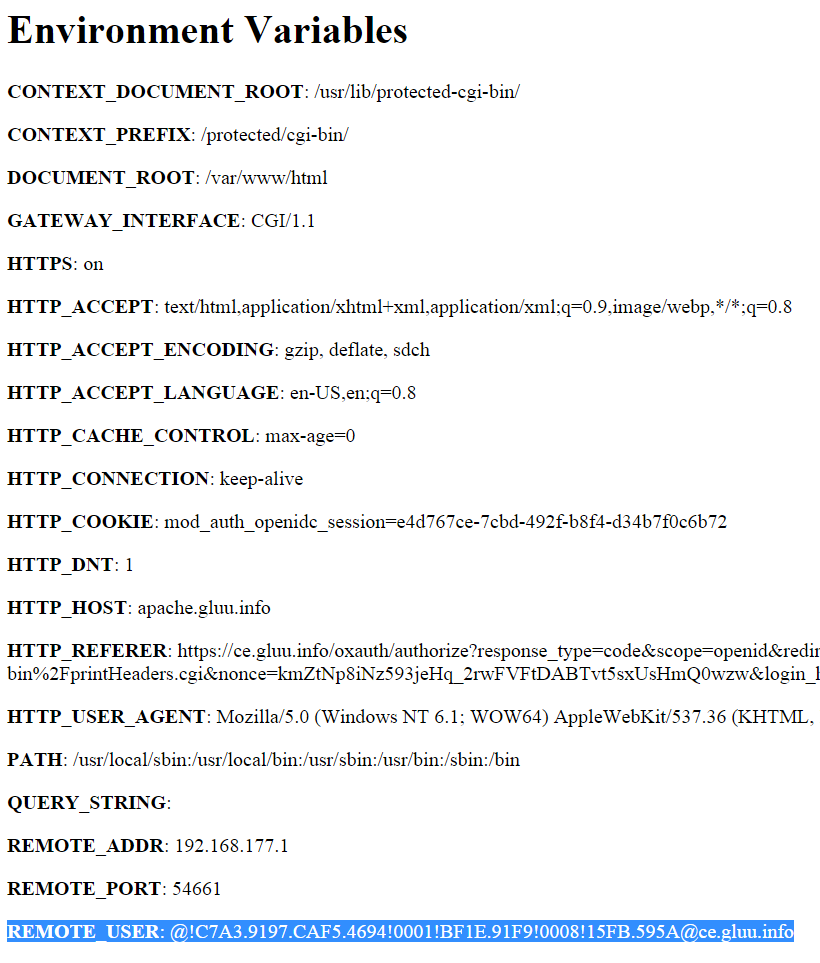 Environment Variables
CONTEXT_DOCUMENT_ROOT: /usr/lib/protected-cgi-bin/
CONTEXT_PREFIX: /protected/cgi-bin/
DOCUMENT_ROOT: /var/www/html
GATEWAY_INTERFACE: CGI/1.1
HTTPS: on
HTTP_ACCEPT: text/html,application/xhtml+xml,application/xml;q=0.9,image/webp,*/*;q=0.8
HTTP_ACCEPT_ENCODING: gzip, deflate, sdch
HTTP_ACCEPT_LANGUAGE: en-US,en;q=0.8
HTTP_CACHE_CONTROL: max-age=0
HTTP_CONNECTION: keep-alive
HTTP_COOKIE: mod_auth_openidc_session=e4d767ce-7cbd-492f-b8f4-d34b7f0c6b72
HTTP_DNT: 1
HTTP_HOST: apache.gluu.info
HTTP_REFERER: https://ce.gluu.info/oxauth/authorize?response_type=code&scope=openid&redir
bin%2FprintHeaders.cgi&nonce=kmZtNp8iNz593jeHq_2rwFVFtDABTvt5sxUsHmQ0wzw&login_h
HTTP_USER_AGENT: Mozilla/5.0 (Windows NT 6.1; WOW64) AppleWebKit/537.36 (KHTML,
PATH: /usr/local/sbin:/usr/local/bin:/usr/sbin:/usr/bin:/sbin:/bin
QUERY_STRING:
REMOTE_ADDR: 192.168.177.1
REMOTE_PORT: 54661
REMOTE_USER: @!C7A3.9197.CAF5.4694!0001!BF1E.91F9!0008!15FB.595A@ce.gluu.info